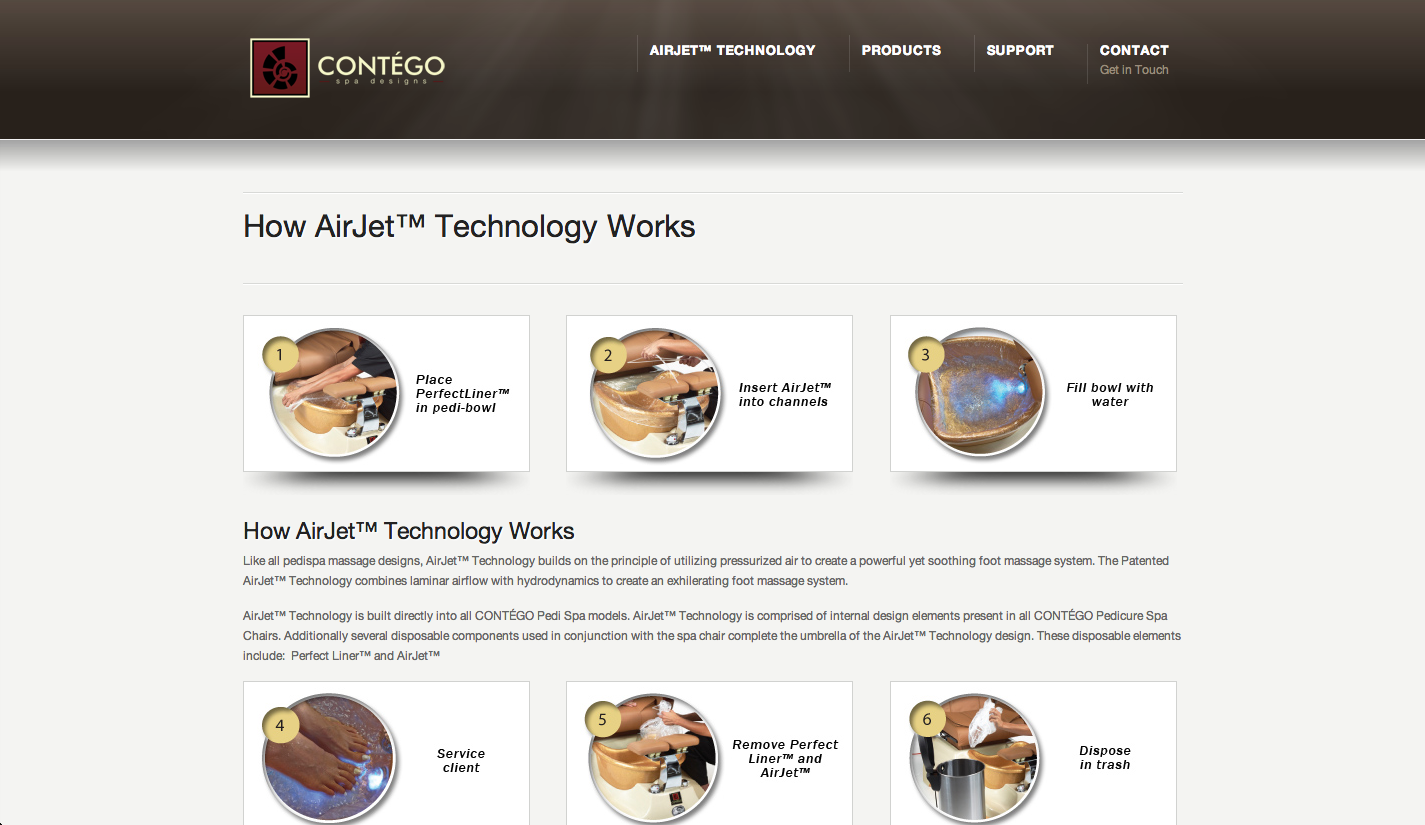 CONTÉGO
spa designs
AIRJET™ TECHNOLOGY
PRODUCTS
SUPPORT
CONTACT
Get in Touch
How AirJet™ Technology Works
1
Place
PerfectLiner™
in pedi-bowl
2
Insert AirJet™
into channels
3
Fill bowl with
water
How AirJet™ Technology Works
Like all pedispa massage designs, AirJet™ Technology builds on the principle of utilizing pressurized air to create a powerful yet soothing foot massage system. The Patented
AirJet™ Technology combines laminar airflow with hydrodynamics to create an exhilerating foot massage system.
AirJet™ Technology is built directly into all CONTÉGO Pedi Spa models. AirJet™ Technology is comprised of internal design elements present in all CONTÉGO Pedicure Spa
Chairs. Additionally several disposable components used in conjunction with the spa chair complete the umbrella of the AirJet™ Technology design. These disposable elements
include:  Perfect Liner™ and AirJet™
4
Service
client
5
Remove Perfect
Liner™ and
AirJet™
6
Dispose
in trash